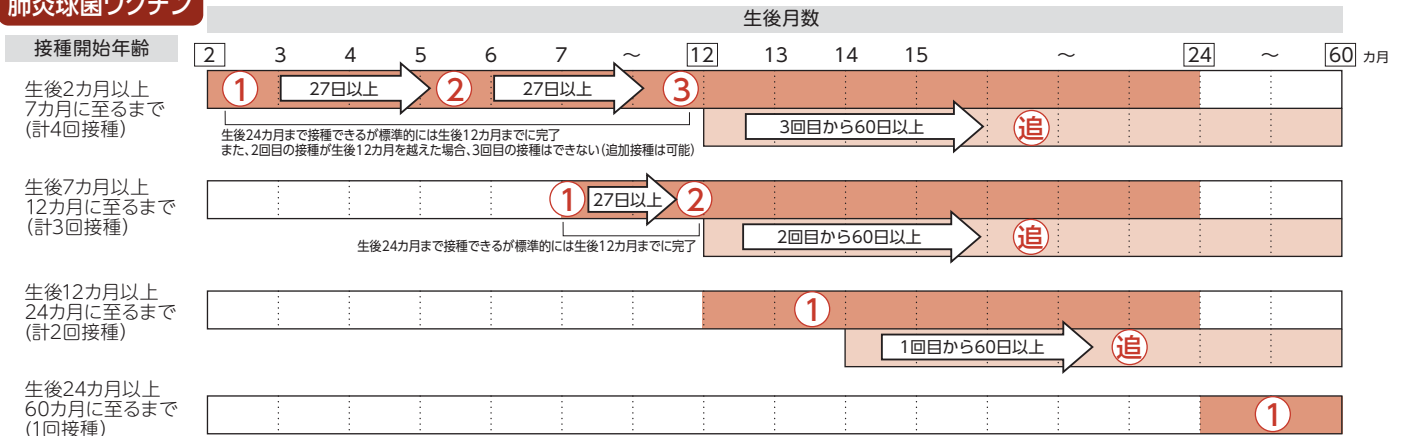 肺炎球菌ワクチン
生後月数
接種開始年齢
2 3 4 5 6 7 ～ 12 13 14 15 ～ 24 ～ 60 カ月
生後2カ月以上
7カ月に至るまで
(計4回接種)
① 27日以上 ② 27日以上 ③
3回目から60日以上 追
生後24カ月まで接種できるが標準的には生後12カ月までに完了
また、2回目の接種が生後12カ月を越えた場合、3回目の接種はできない(追加接種は可能)
生後7カ月以上
12カ月に至るまで
(計3回接種)
① 27日以上 ②
2回目から60日以上 追
生後24カ月まで接種できるが標準的には生後12カ月までに完了
生後12カ月以上
24カ月に至るまで
(計2回接種)
①
1回目から60日以上 追
生後24カ月以上
60カ月に至るまで
(1回接種)
①